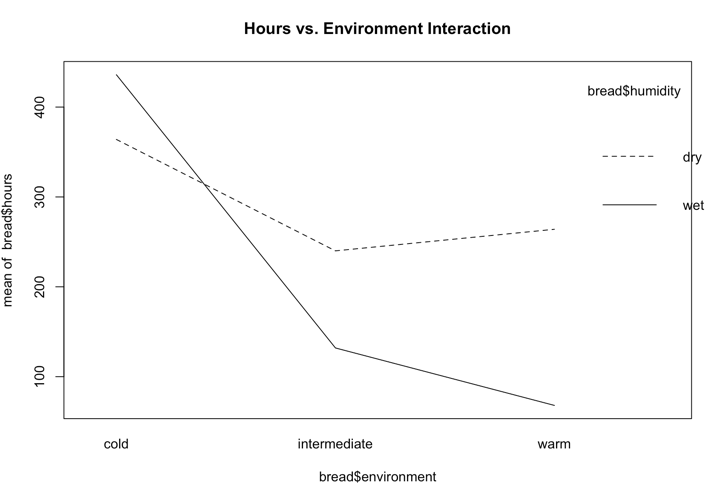 Hours vs. Environment Interaction
mean of  bread$hours
400
300
200
100
bread$humidity
dry
wet
cold
intermediate
warm
bread$environment